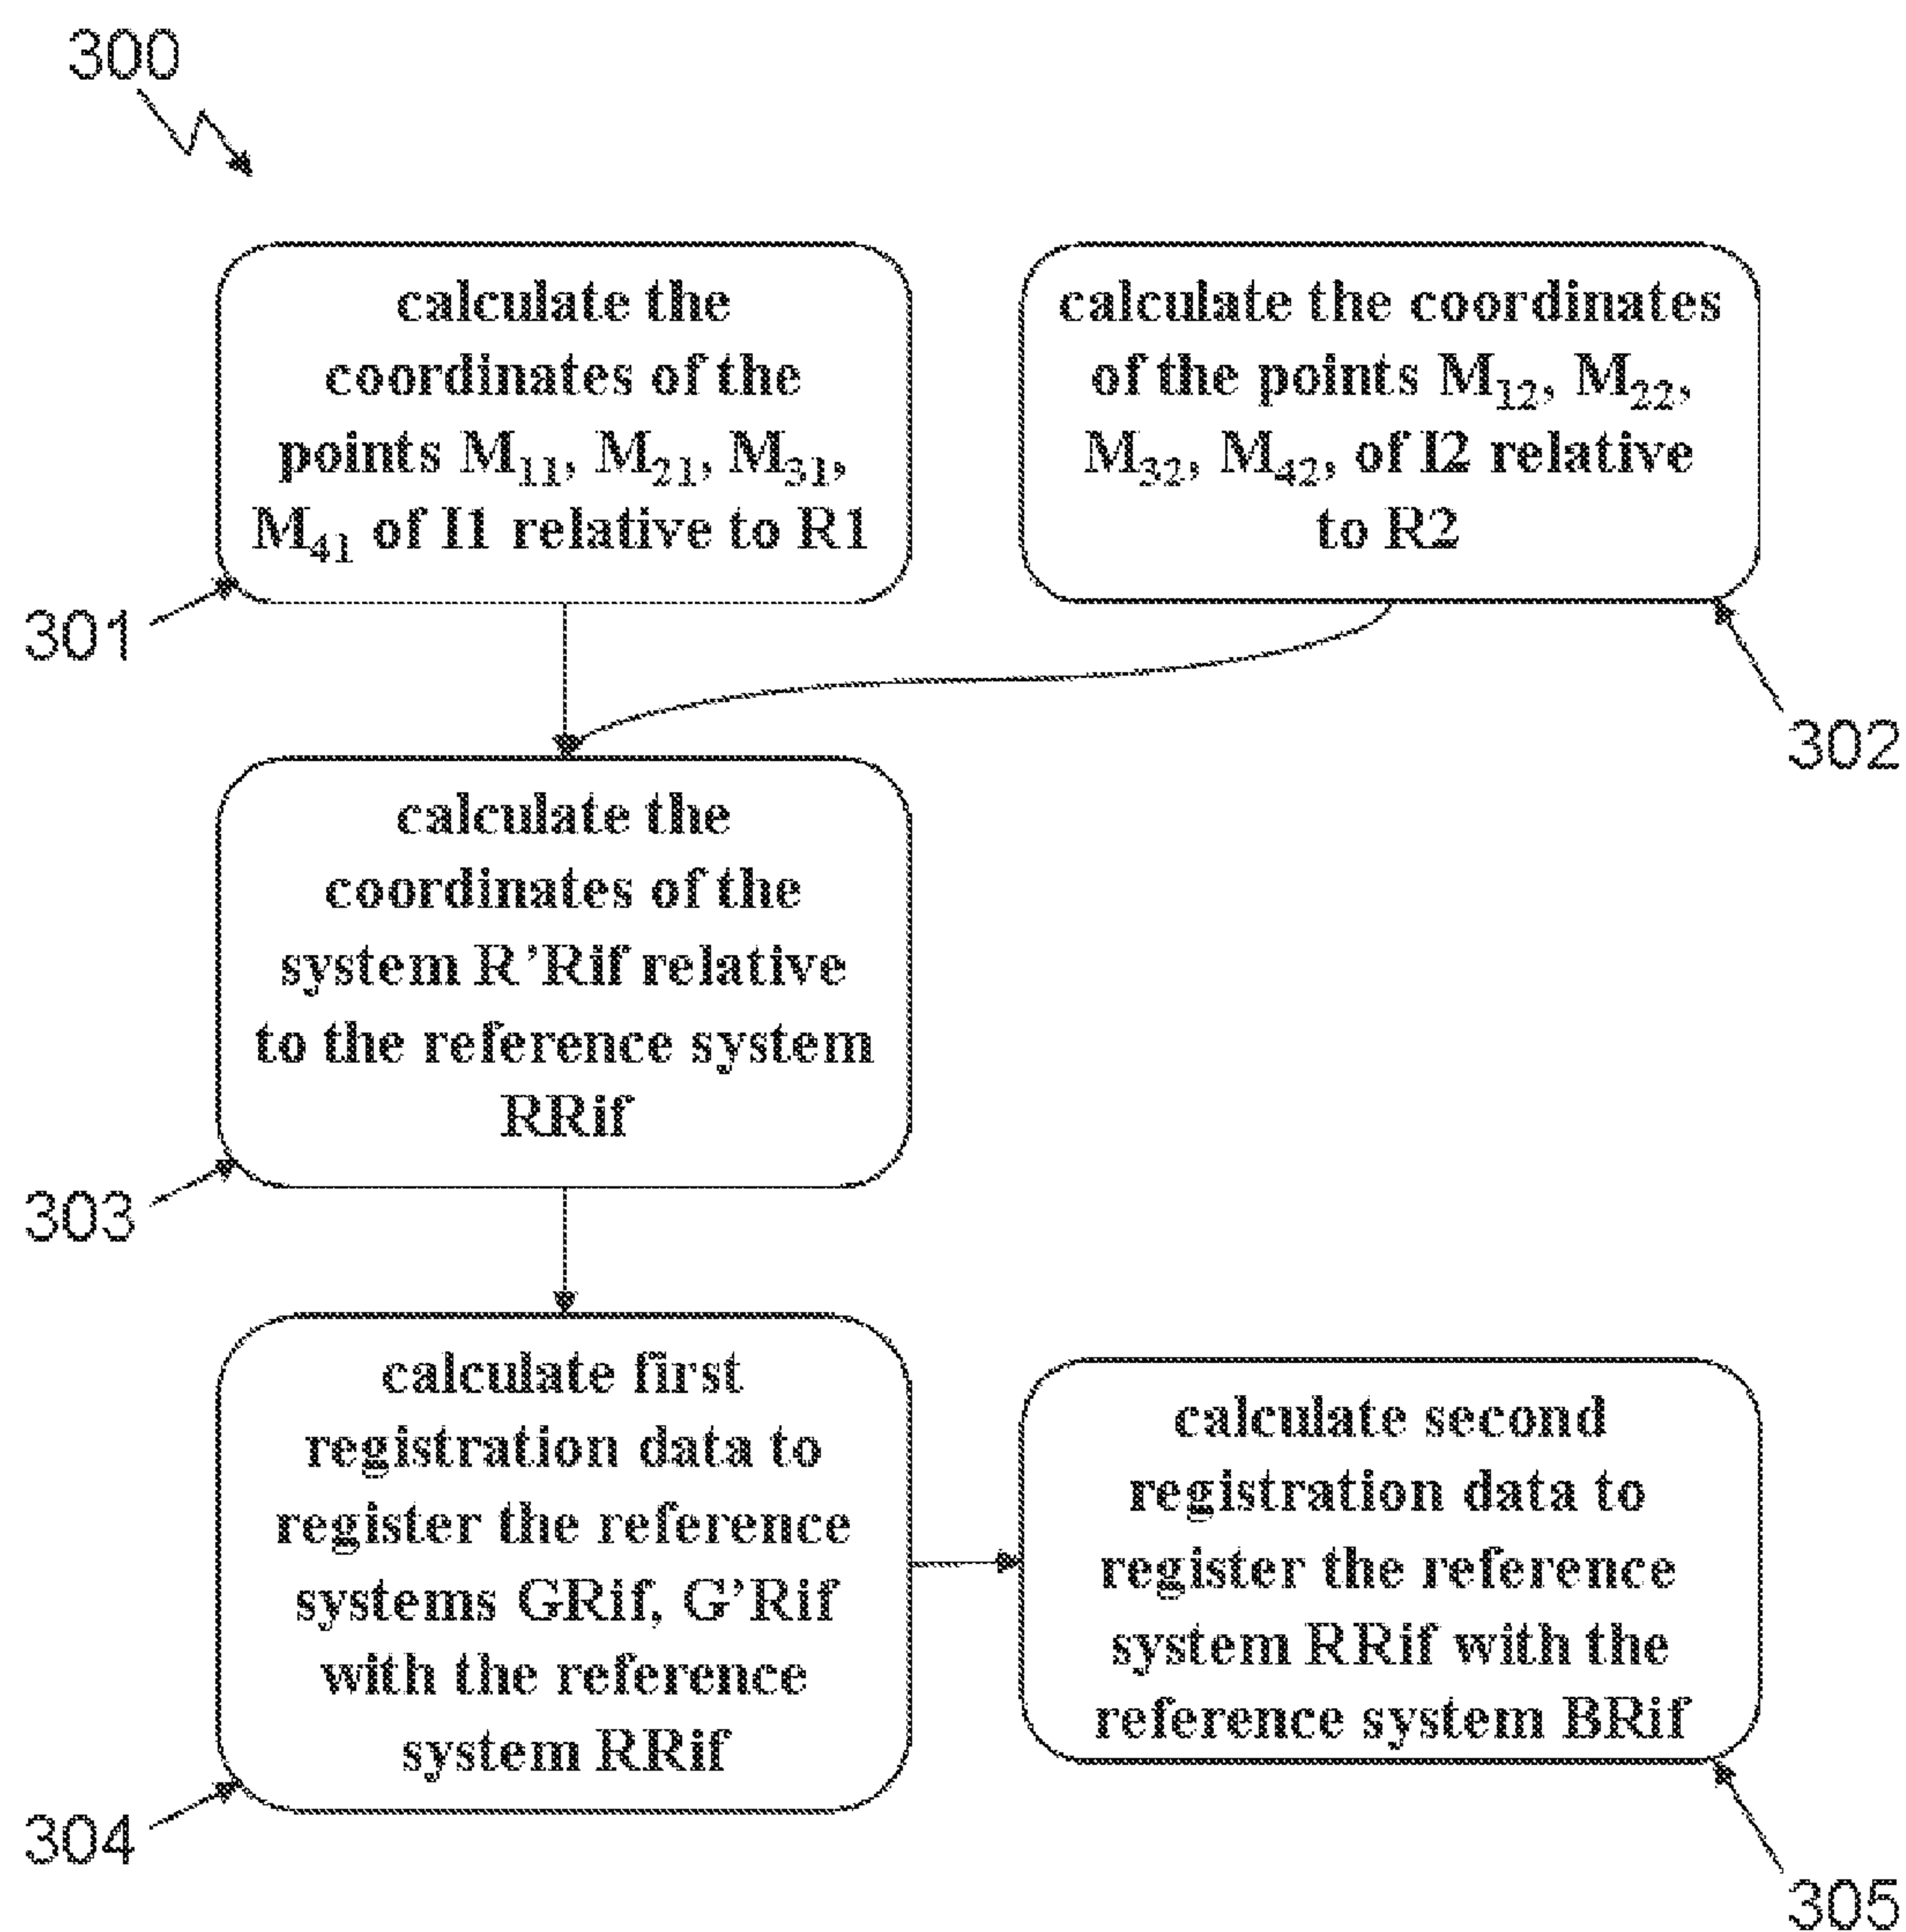 300
calculate the
coordinates of the
points M₁₁, M₂₁, M₃₁,
M₄₁ of I1 relative to R1
301
calculate the coordinates
of the points M₁₂, M₂₂,
M₃₂, M₄₂, of I2 relative
to R2
302
calculate the
coordinates of the
system R’Rif relative
to the reference system
RRif
303
calculate first
registration data to
register the reference
systems GRif, G’Rif
with the reference
system RRif
304
calculate second
registration data to
register the reference
system RRif with the
reference system BRif
305